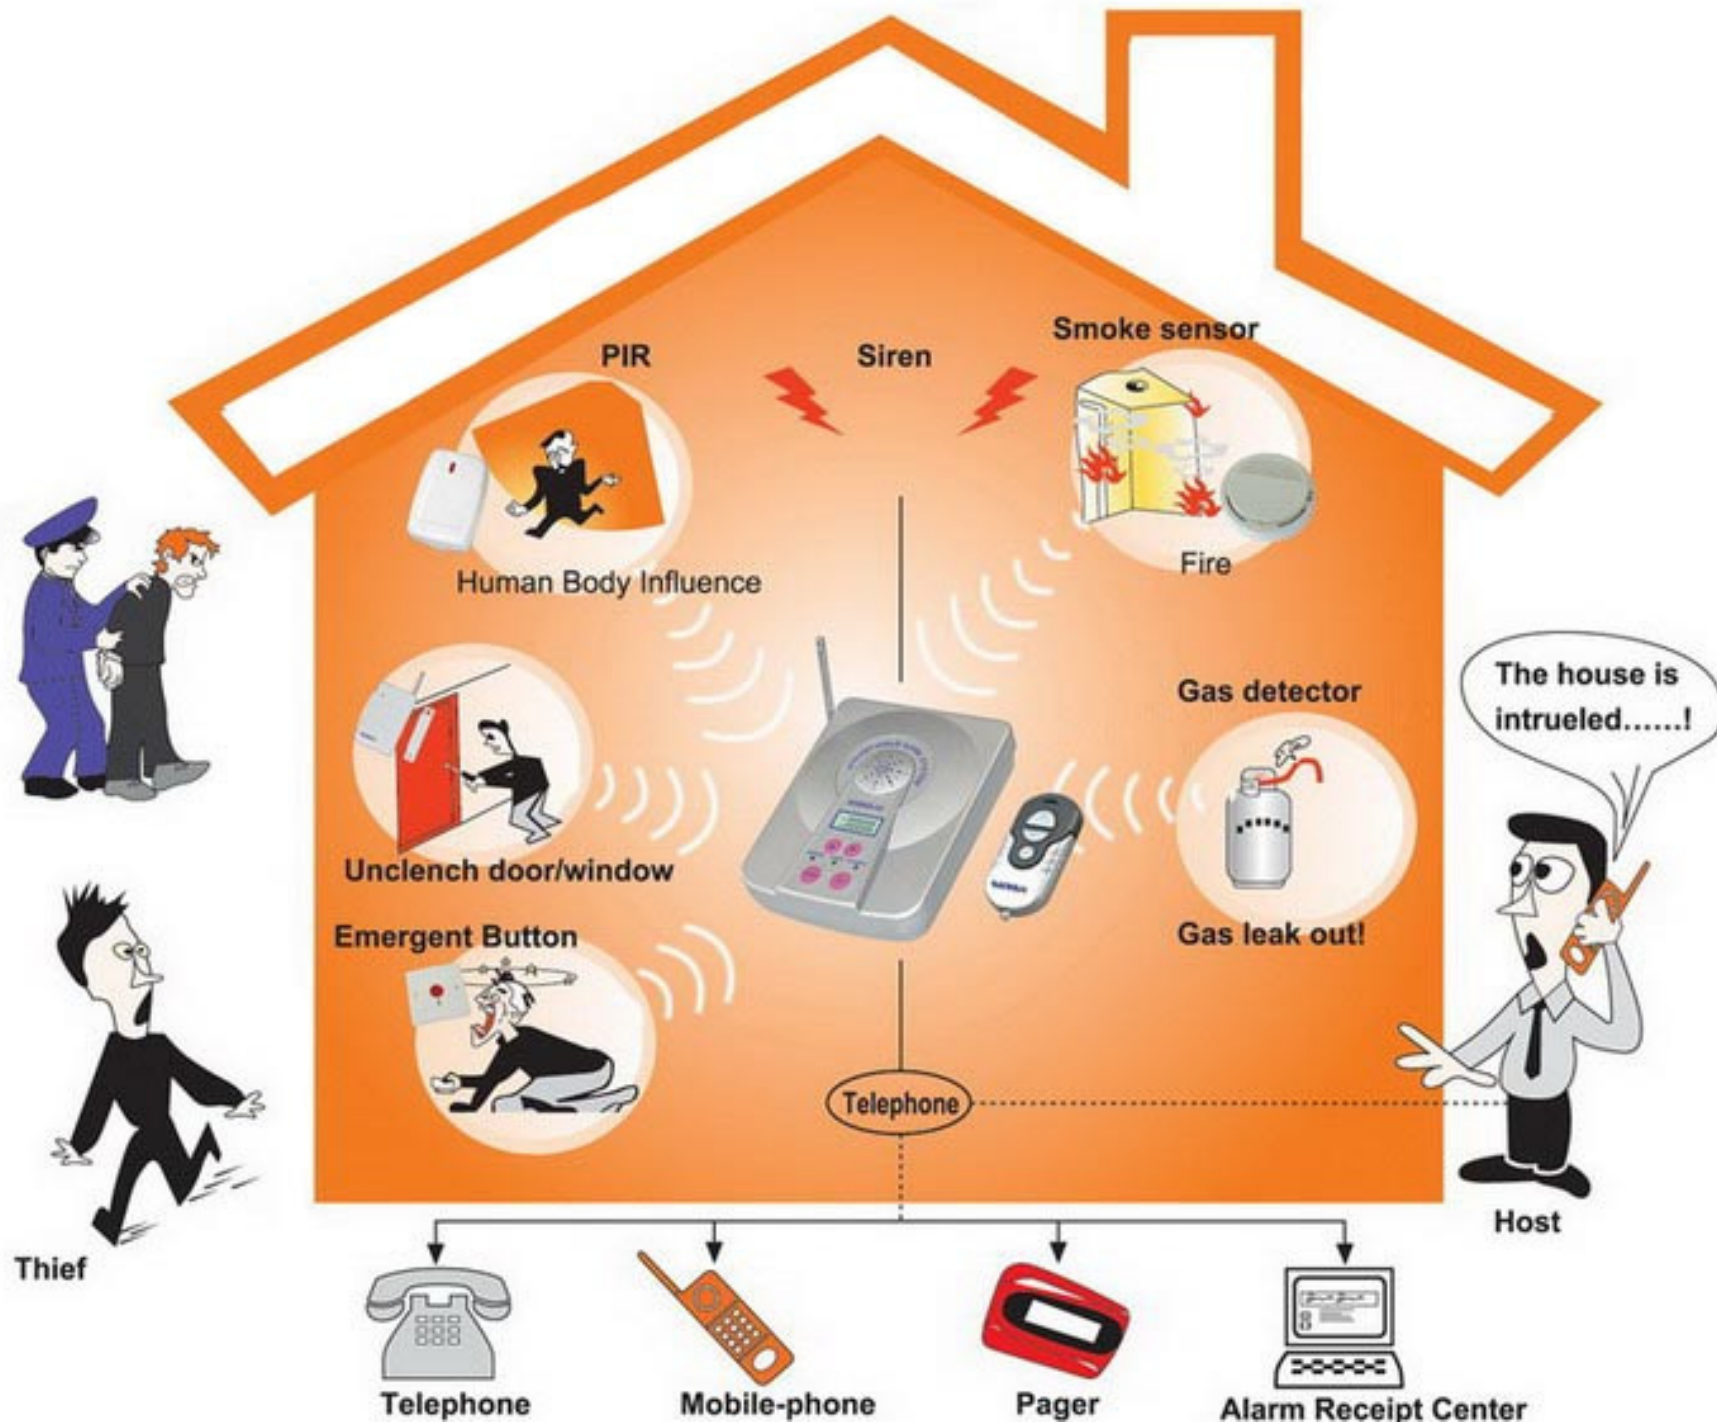 PIR
Siren
Smoke sensor
Human Body Influence
Fire
The house is
intrueled......!
Gas detector
Unclench door/window
Emergent Button
Gas leak out!
Telephone
Host
Thief
Telephone
Mobile-phone
Pager
Alarm Receipt Center